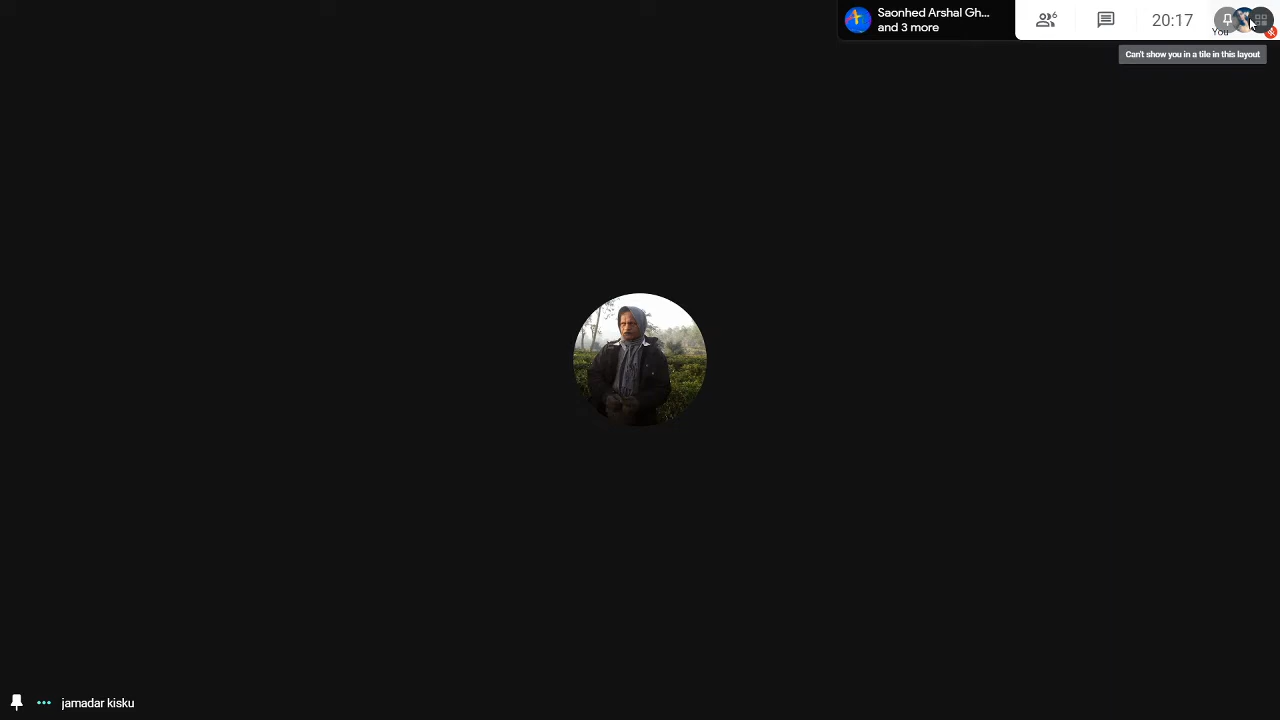 Saonhed Arshal Gh...
and 3 more
6
20:17
You
Can't show you in a tile in this layout
jamadar kisku